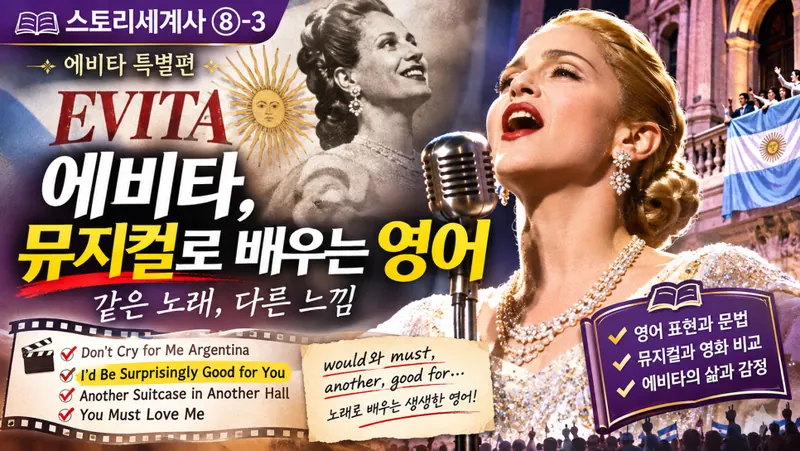 스토리세계사 ⑧-3
에비타 특별편
EVITA
에비타,
뮤지컬로 배우는 영어
같은 노래, 다른 느낌
Don't Cry for Me Argentina
I'd Be Surprisingly Good for You
Another Suitcase in Another Hall
You Must Love Me
would와 must,
another, good for...
노래로 배우는 생생한 영어!
영어 표현과 문법
뮤지컬과 영화 비교
에비타의 삶과 감정